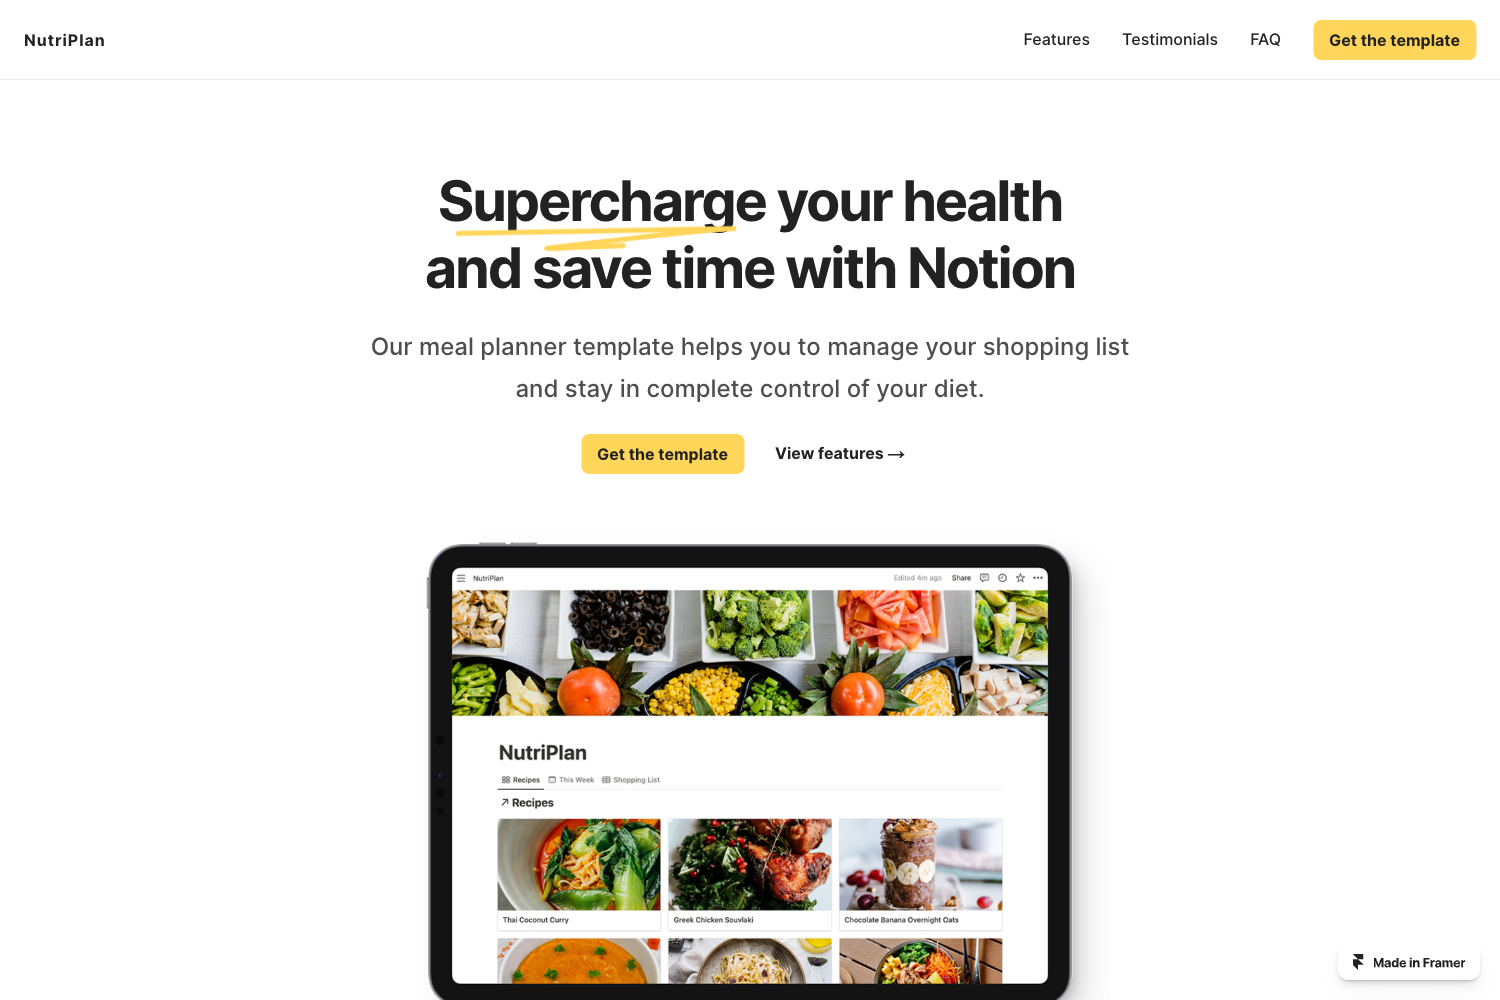 NutriPlan
Features
Testimonials
FAQ
Get the template
Supercharge your health
and save time with Notion
Our meal planner template helps you to manage your shopping list
and stay in complete control of your diet.
Get the template
View features →
NutriPlan
Edited 4m ago
Share
NutriPlan
Recipes
This Week
Shopping List
↗ Recipes
Thai Coconut Curry
Greek Chicken Souvlaki
Chocolate Banana Overnight Oats
Made in Framer